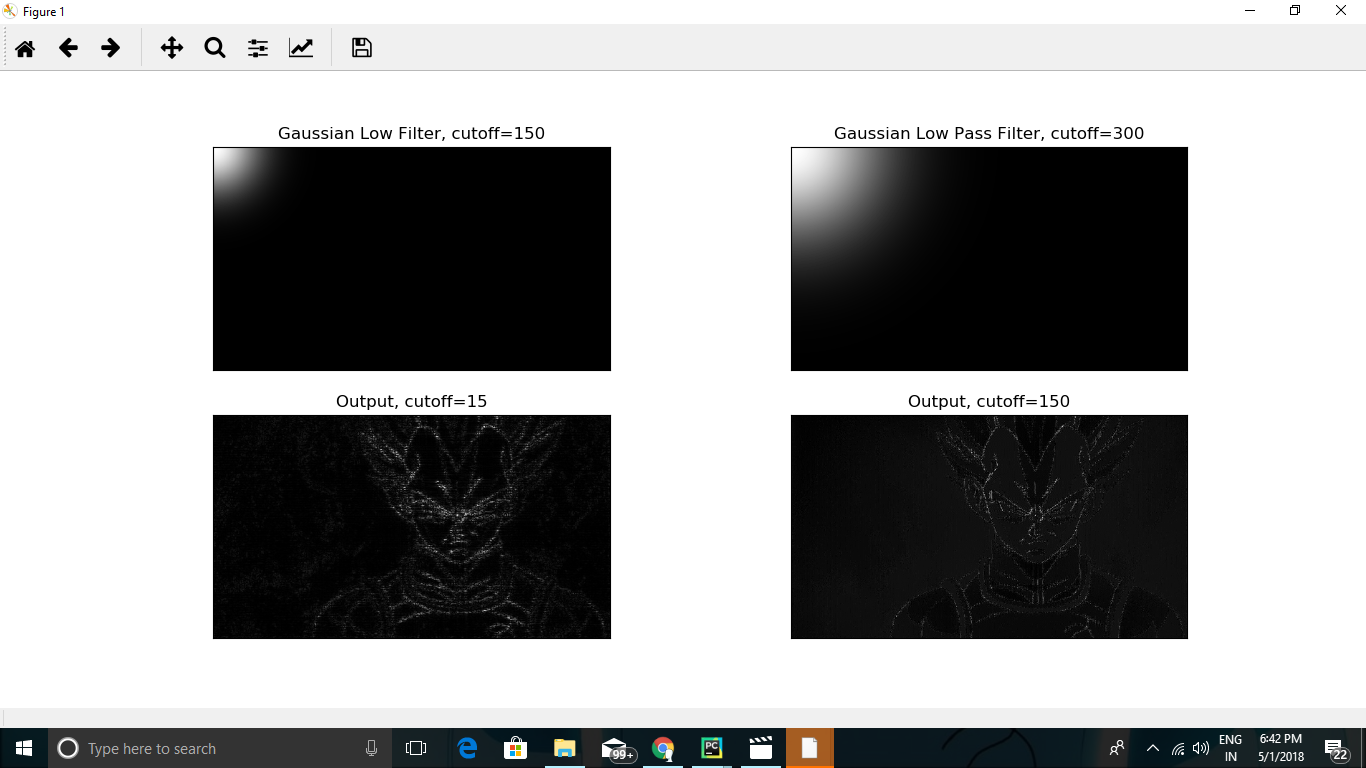 Figure 1
Gaussian Low Filter, cutoff=150
Gaussian Low Pass Filter, cutoff=300
Output, cutoff=15
Output, cutoff=150
Type here to search
99+
PC
ENG
IN
6:42 PM
5/1/2018
22